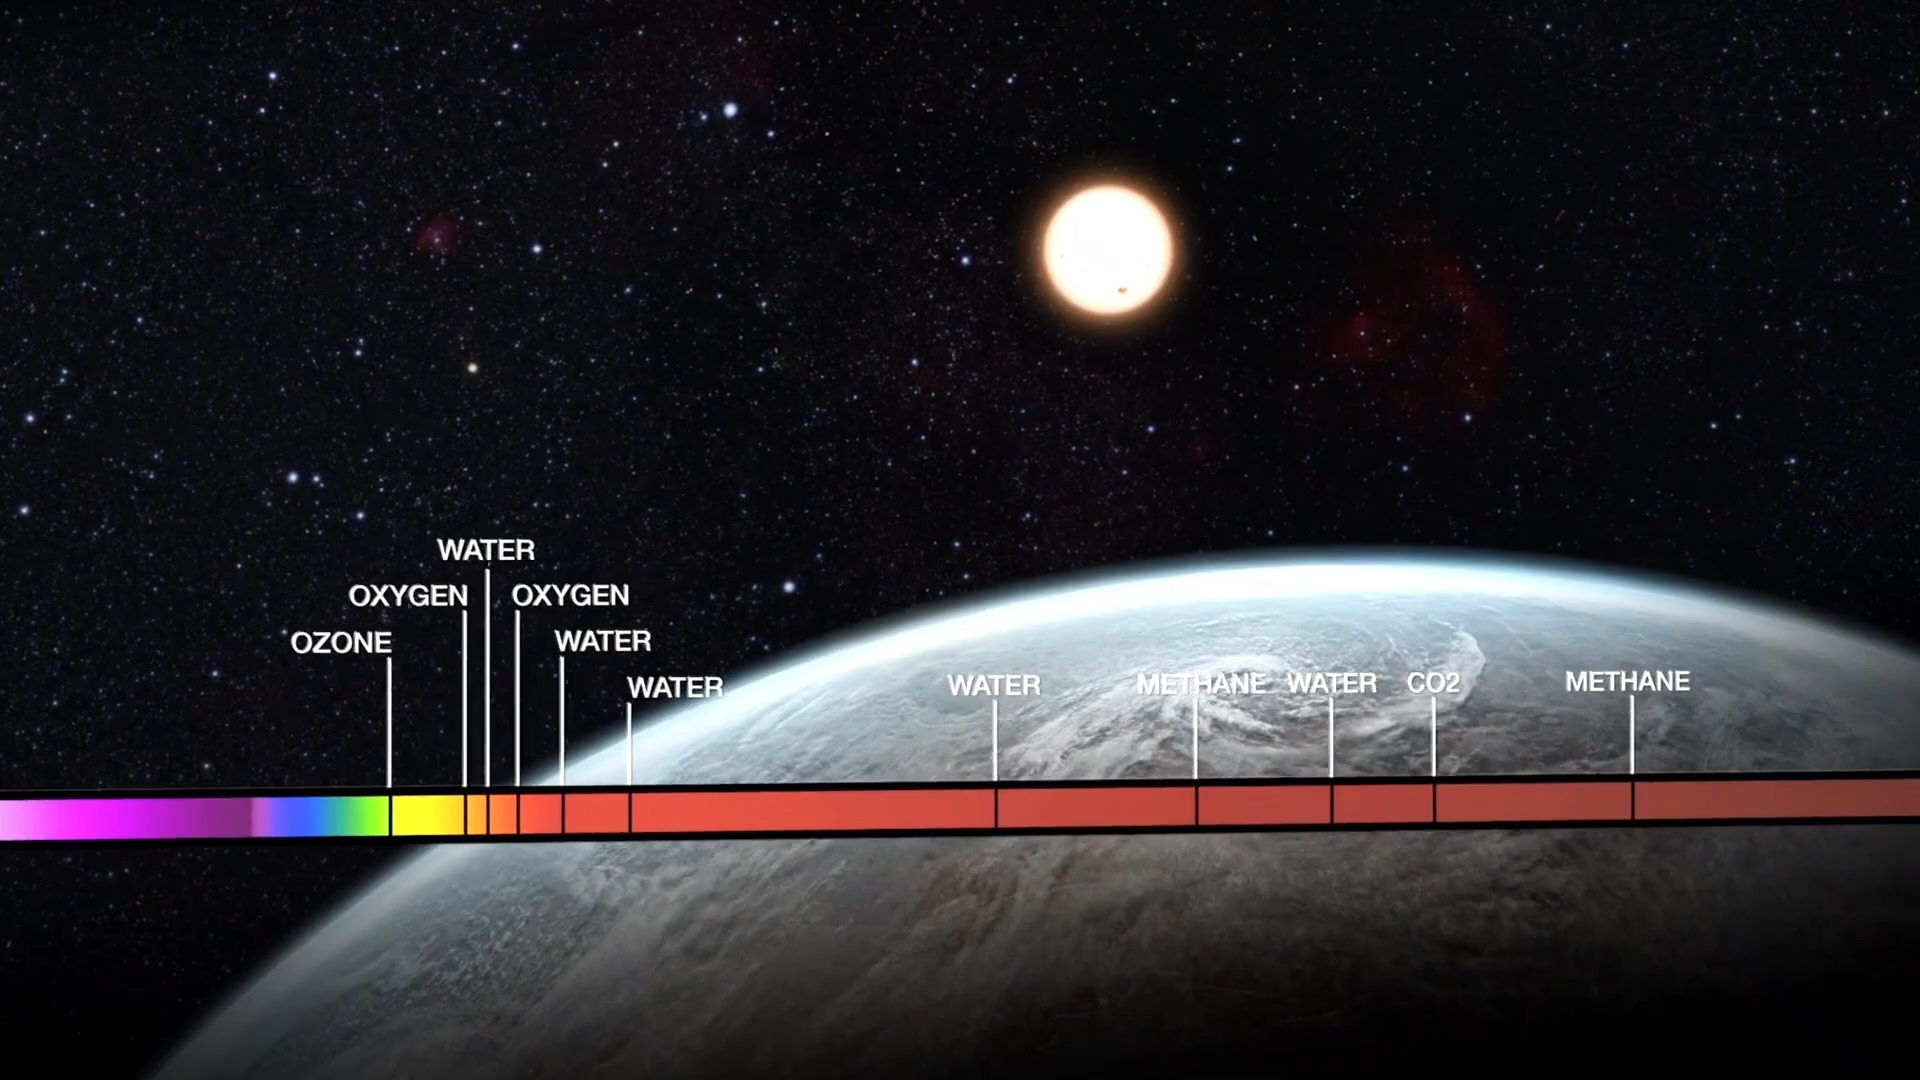 WATER
OXYGEN OXYGEN
OZONE WATER
WATER WATER METHANE WATER CO2 METHANE